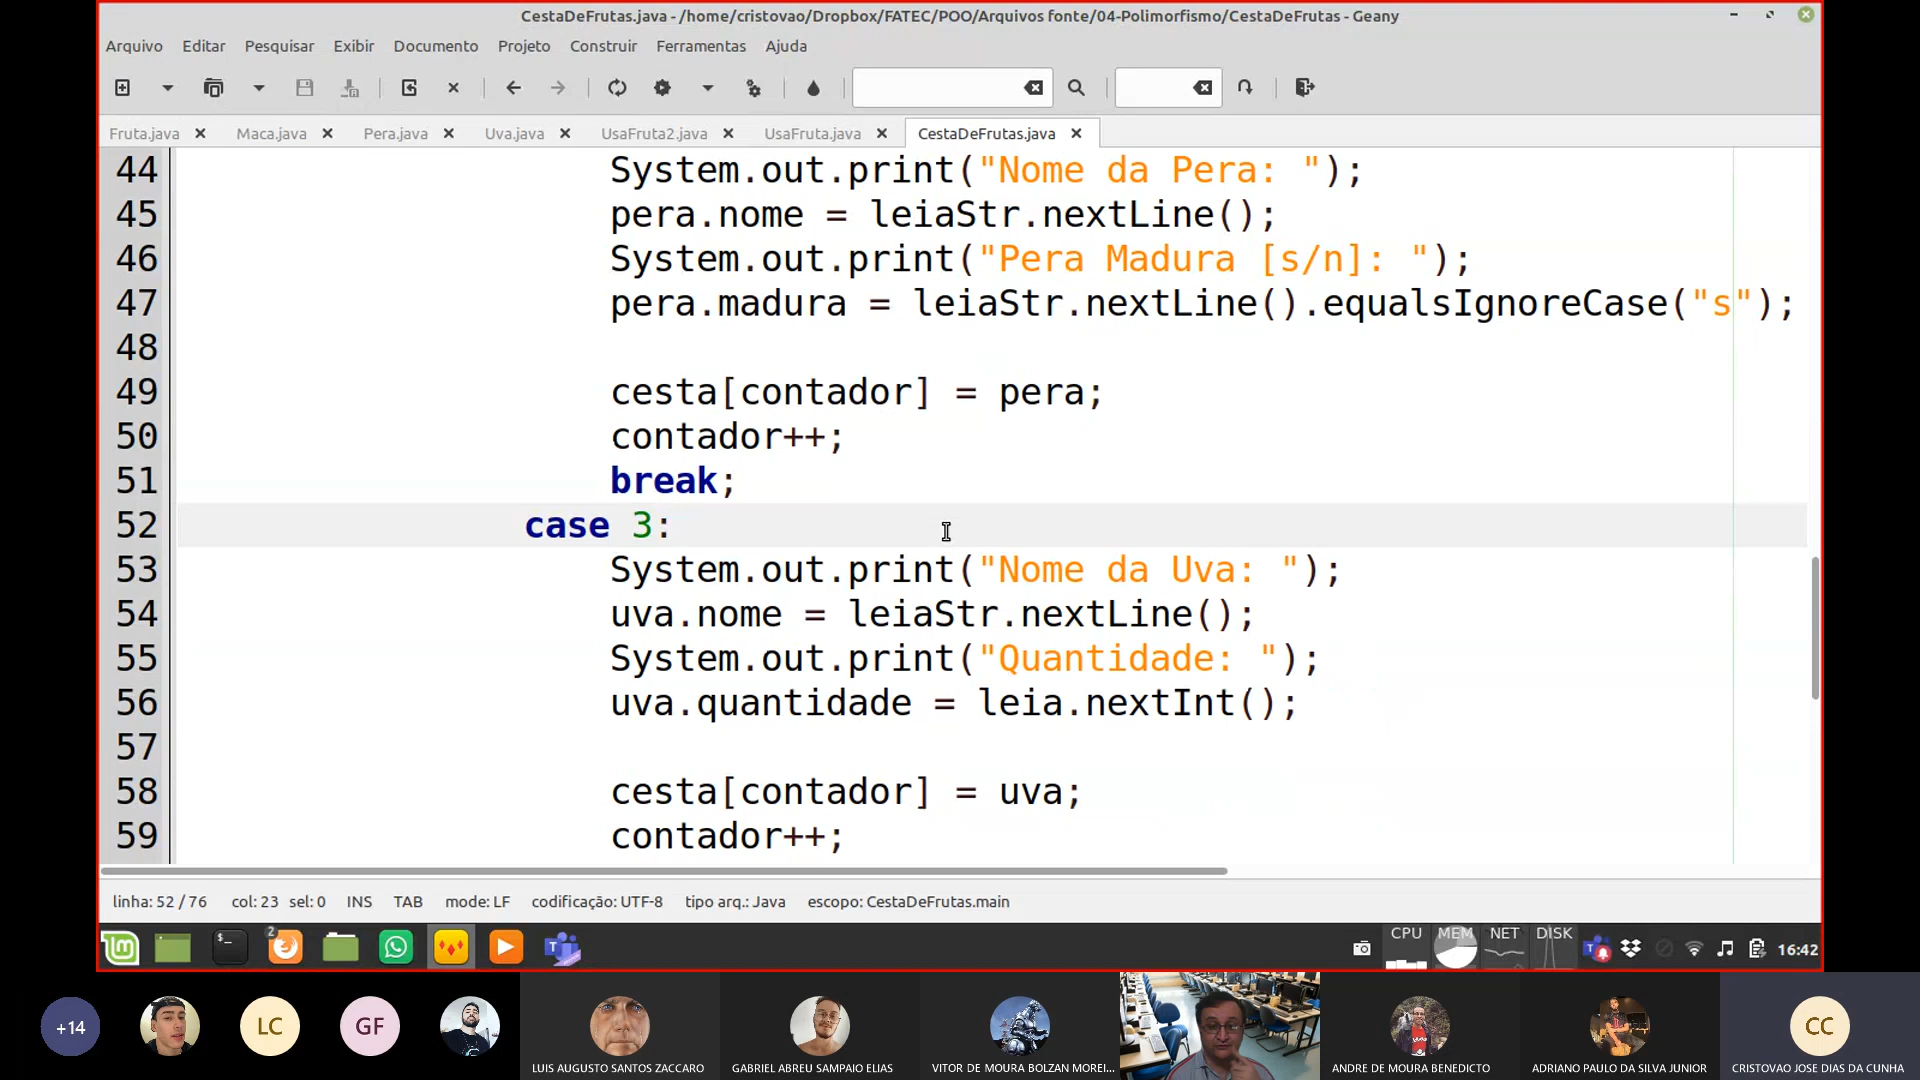 CestaDeFrutas.java - /home/cristovao/Dropbox/FATEC/POO/Arquivos fonte/04-Polimorfismo/CestaDeFrutas - Geany
Arquivo Editar Pesquisar Exibir Documento Projeto Construir Ferramentas Ajuda
Fruta.java Maca.java Pera.java Uva.java UsaFruta2.java UsaFruta.java CestaDeFrutas.java
44 System.out.print("Nome da Pera: ");
45 pera.nome = leiaStr.nextLine();
46 System.out.print("Pera Madura [s/n]: ");
47 pera.madura = leiaStr.nextLine().equalsIgnoreCase("s");
48
49 cesta[contador] = pera;
50 contador++;
51 break;
52 case 3:
53 System.out.print("Nome da Uva: ");
54 uva.nome = leiaStr.nextLine();
55 System.out.print("Quantidade: ");
56 uva.quantidade = leia.nextInt();
57
58 cesta[contador] = uva;
59 contador++;
linha: 52 / 76 col: 23 sel: 0 INS TAB mode: LF codificação: UTF-8 tipo arq.: Java escopo: CestaDeFrutas.main
2 CPU MEM NET DISK 16:42
+14 LC GF CC
LUIS AUGUSTO SANTOS ZACCARO GABRIEL ABREU SAMPAIO ELIAS VITOR DE MOURA BOLZAN MOREI... ANDRE DE MOURA BENEDICTO ADRIANO PAULO DA SILVA JUNIOR CRISTOVAO JOSE DIAS DA CUNHA